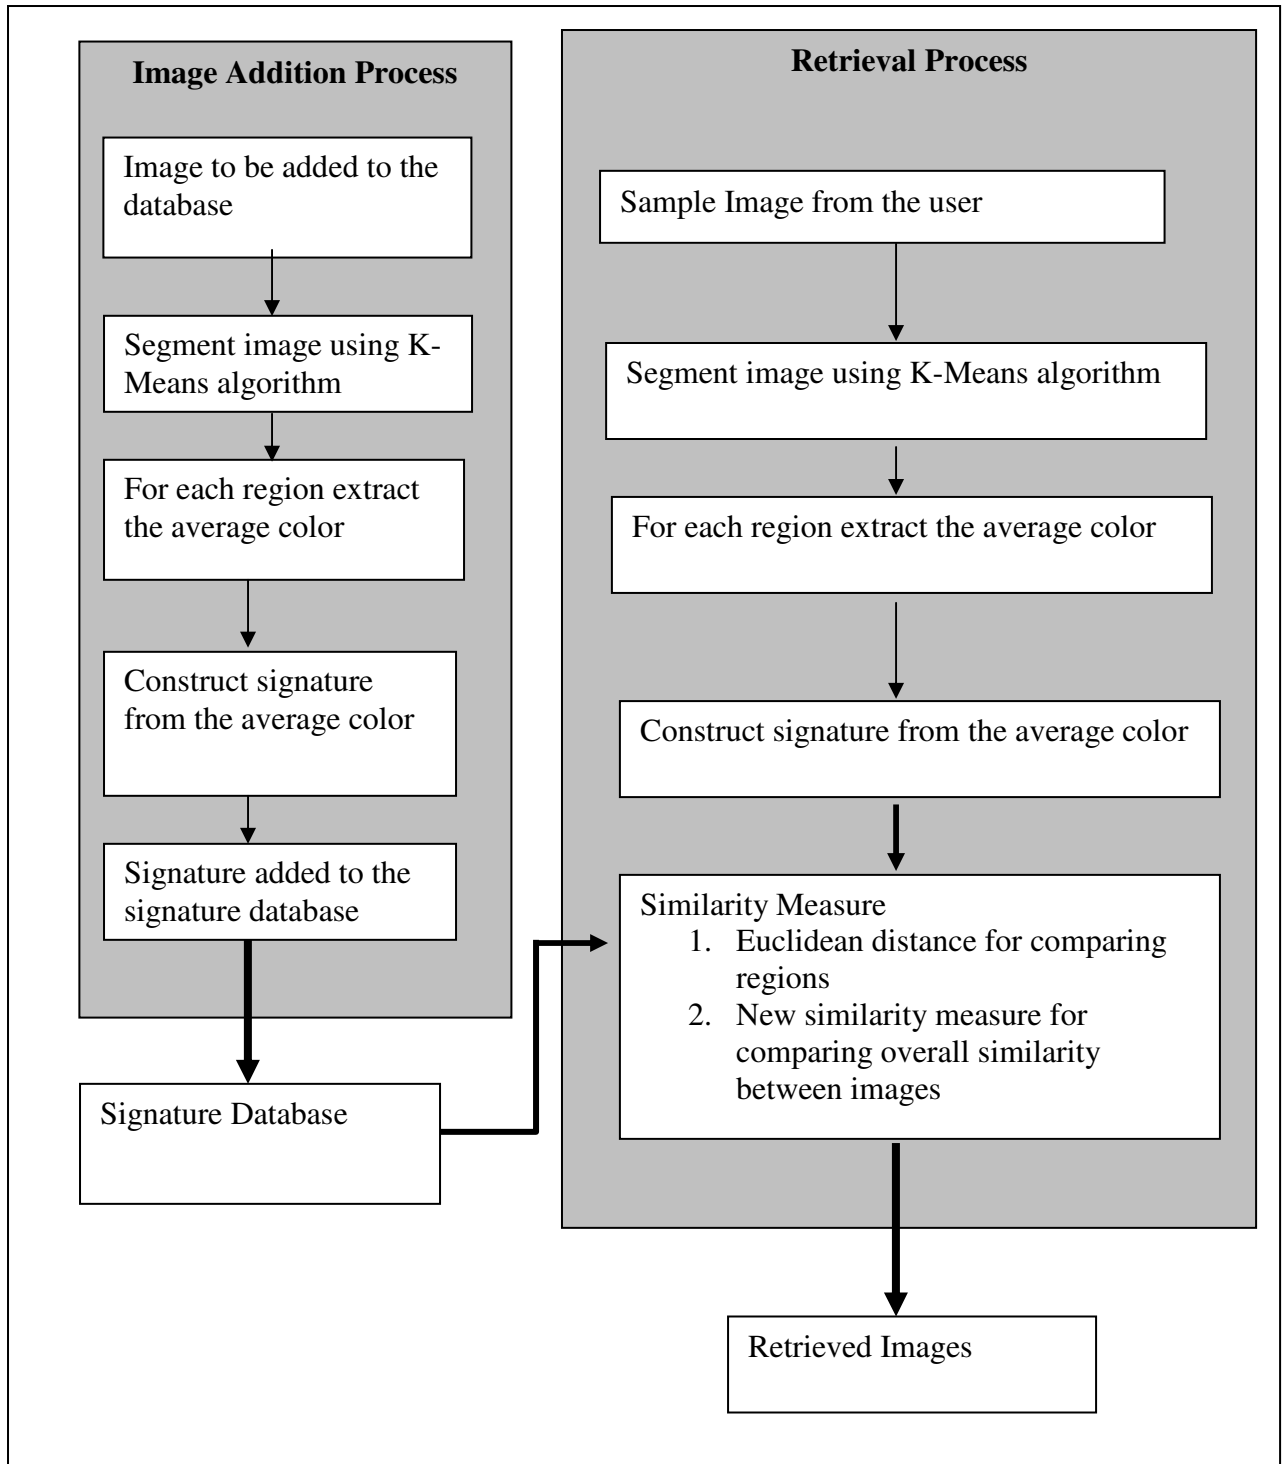 Image Addition Process
Image to be added to the
database
Segment image using K-
Means algorithm
For each region extract
the average color
Construct signature
from the average color
Signature added to the
signature database
Signature Database
Retrieval Process
Sample Image from the user
Segment image using K-Means algorithm
For each region extract the average color
Construct signature from the average color
Similarity Measure
1. Euclidean distance for comparing
regions
2. New similarity measure for
comparing overall similarity
between images
Retrieved Images